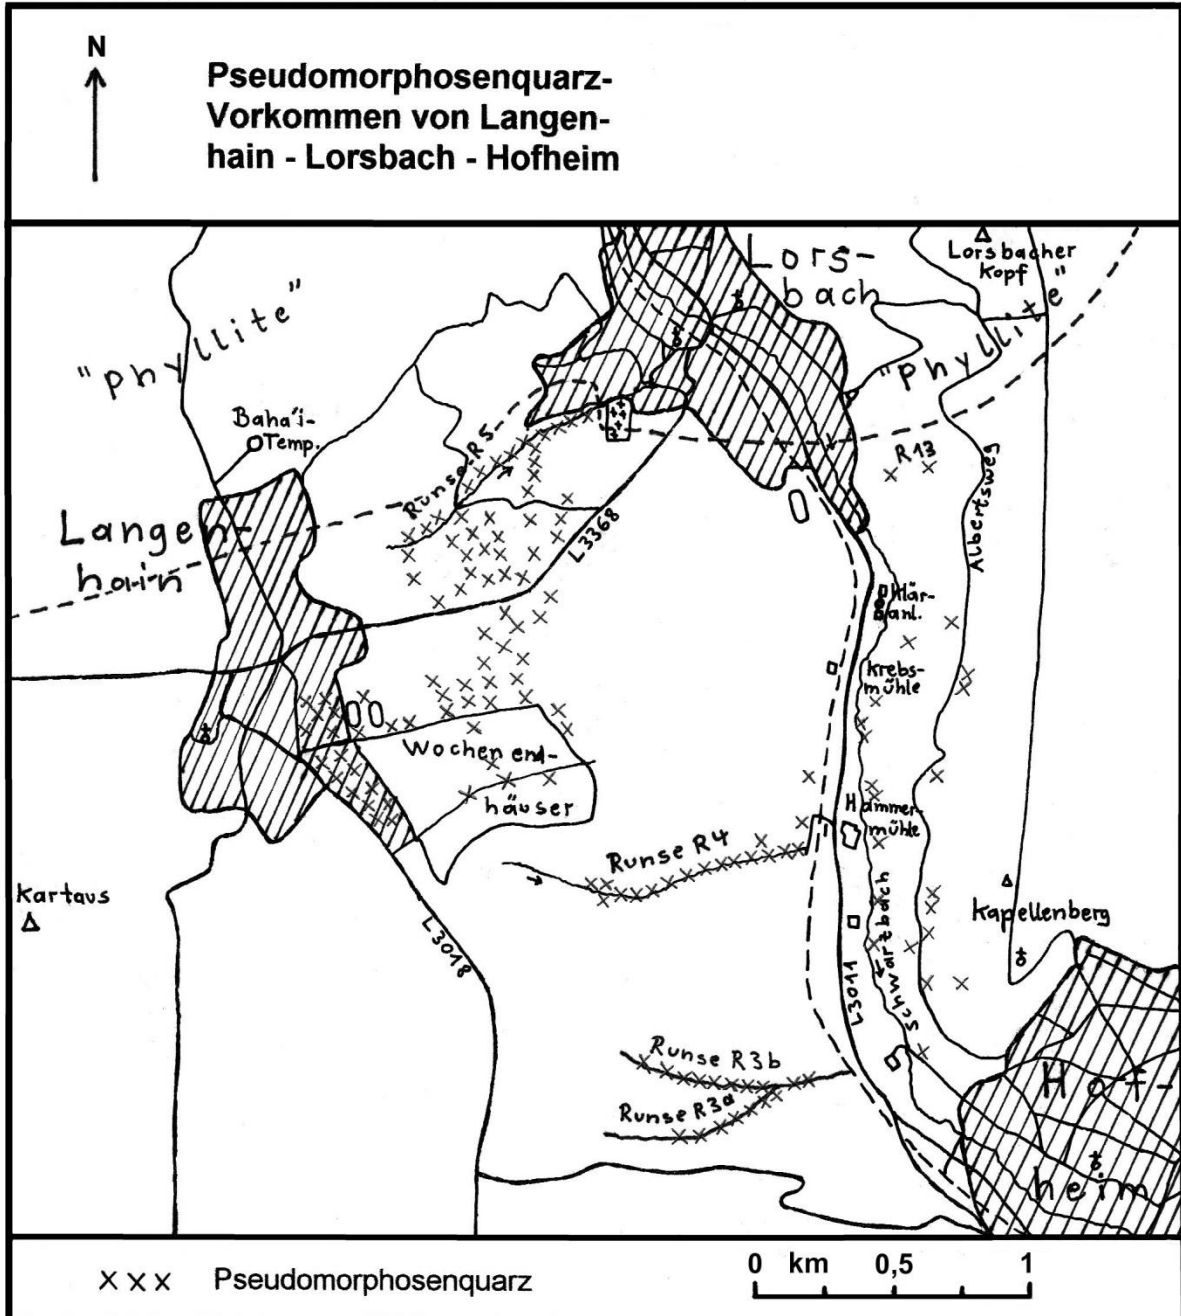 N
Pseudomorphosenquarz-
Vorkommen von Langen-
hain - Lorsbach - Hofheim
Lors-
bach
Lorsbacher
Kopf
"Phyllite"
"Phyllite"
Baha'i-
Temp.
Runse R5
R13
Albertsweg
Langen-
hain
L3368
Klär-
anl.
Krebs-
mühle
Wochenend-
häuser
Hammer-
mühle
Runse R4
Kartaus
Kapellenberg
L3018
L3011
Schwarzbach
Runse R3b
Runse R3a
Hof-
heim
0 km 0,5 1
××× Pseudomorphosenquarz